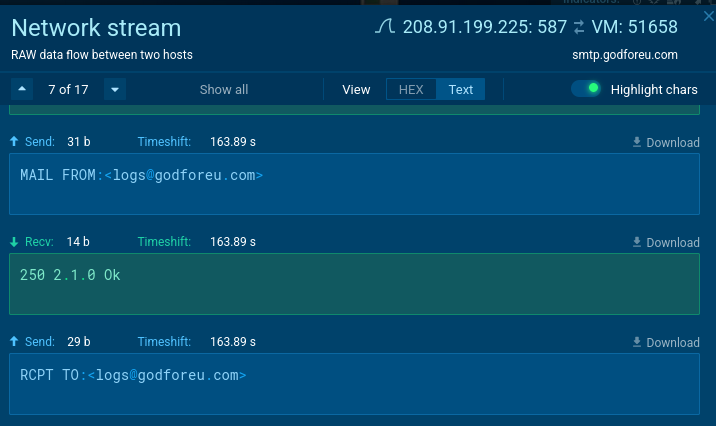 Indicators:
Network stream
208.91.199.225: 587 ⇄ VM: 51658
RAW data flow between two hosts
smtp.godforeu.com
7 of 17
Show all
View
HEX
Text
Highlight chars
Send: 31 b Timeshift: 163.89 s
Download
MAIL FROM:<logs@godforeu.com>
Recv: 14 b Timeshift: 163.89 s
Download
250 2.1.0 Ok
Send: 29 b Timeshift: 163.89 s
Download
RCPT TO:<logs@godforeu.com>